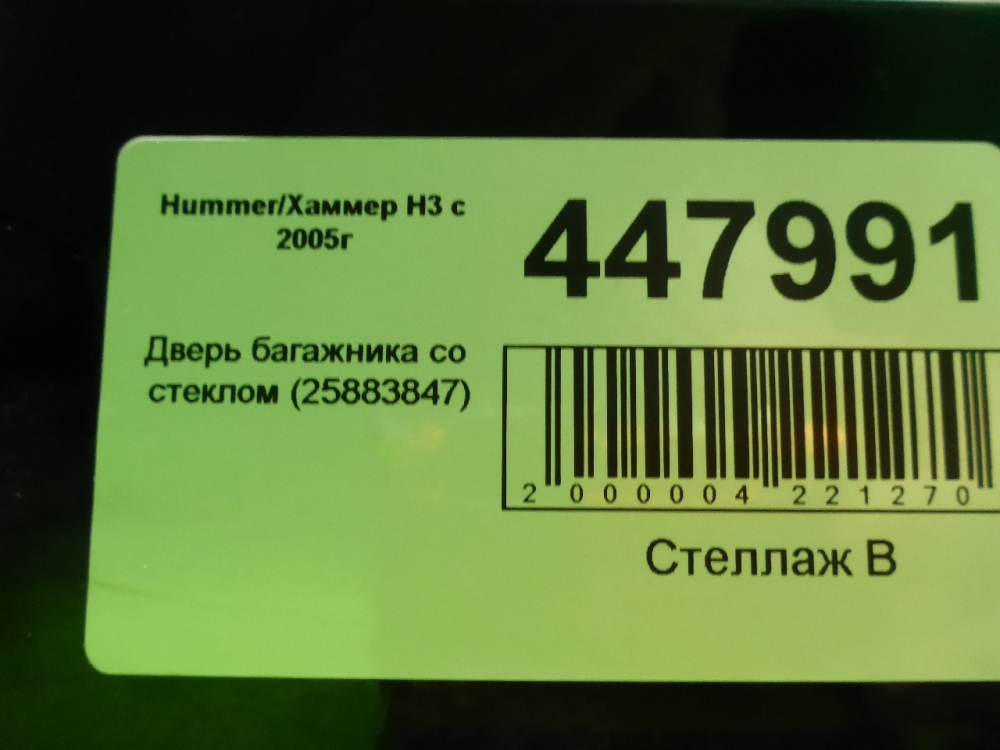 Hummer/Хаммер H3 с
2005г
447991
Дверь багажника со
стеклом (25883847)
2 000004 221270
Стеллаж В